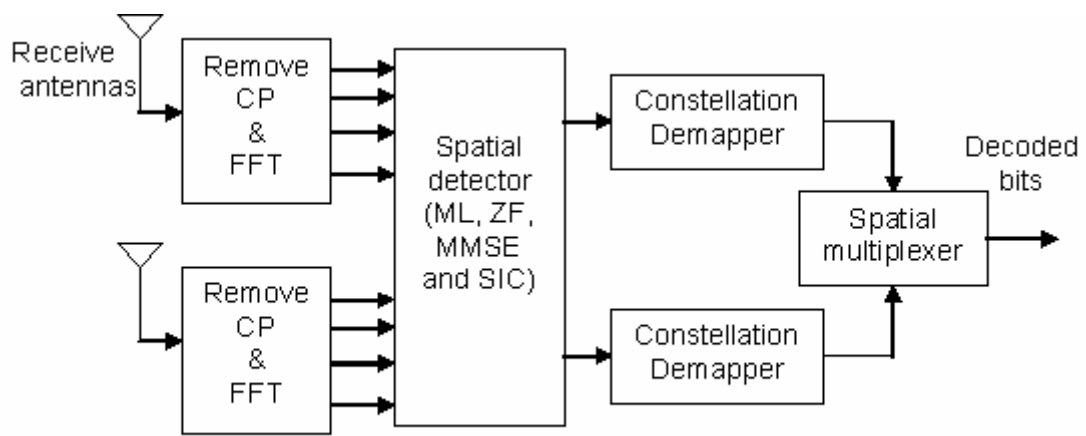 Receive
antennas
Remove
CP
&
FFT
Remove
CP
&
FFT
Spatial
detector
(ML, ZF,
MMSE
and SIC)
Constellation
Demapper
Constellation
Demapper
Spatial
multiplexer
Decoded
bits